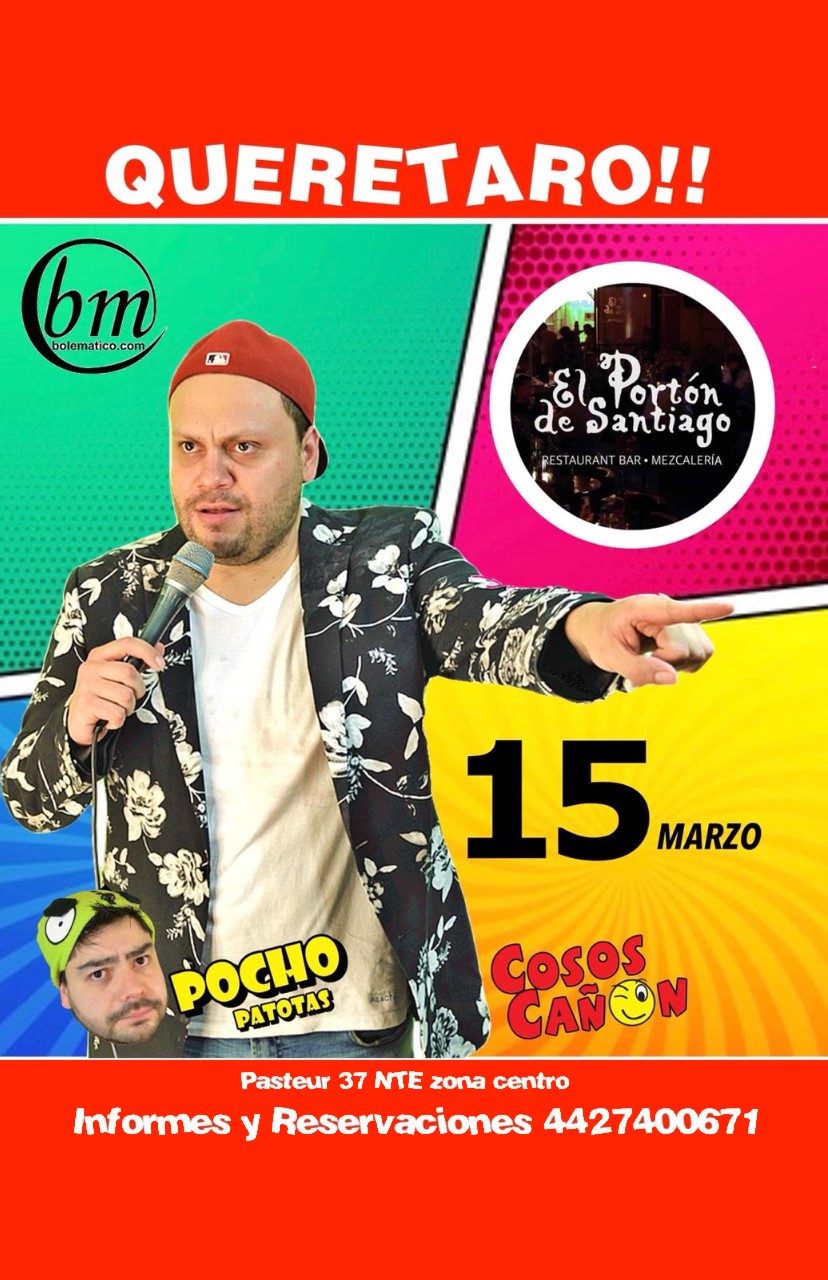 QUERETARO!!
bm
bolematico.com
El Portón
de Santiago
RESTAURANT BAR • MEZCALERÍA
15 MARZO
POCHO
PATOTAS
COSOS
CAÑON
Pasteur 37 NTE zona centro
Informes y Reservaciones 4427400671